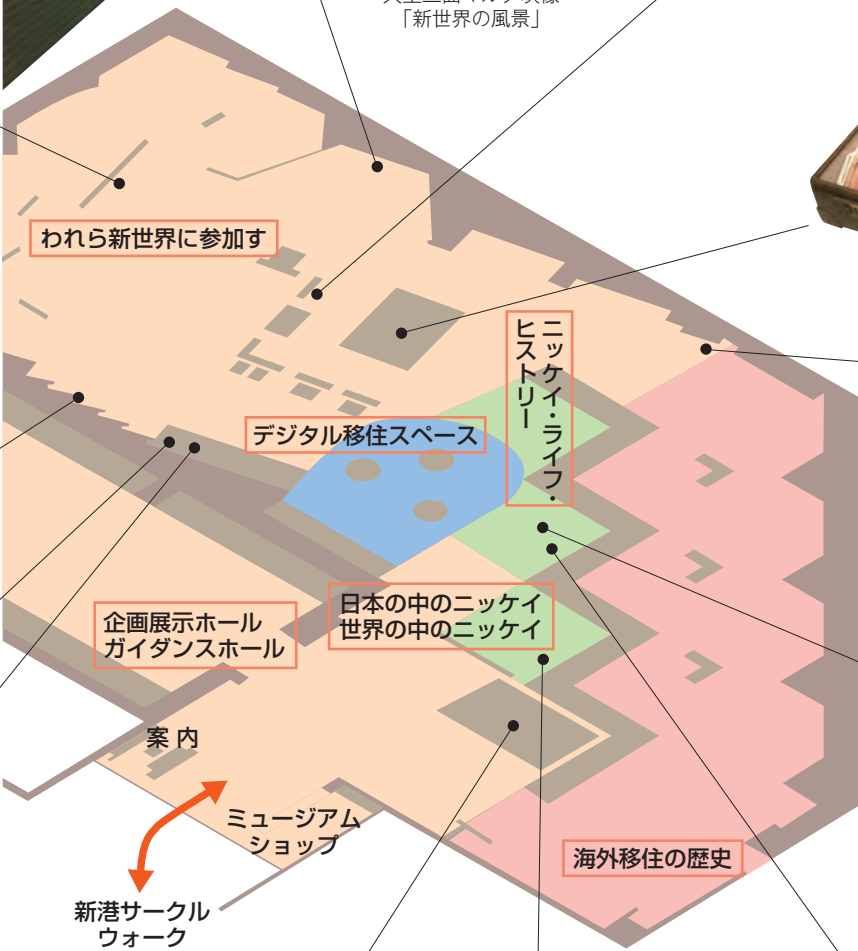 「新世界の風景」
われら新世界に参加す
ニッケイ・ライフ・
ヒストリー
デジタル移住スペース
日本の中のニッケイ
世界の中のニッケイ
企画展示ホール
ガイダンスホール
案内
ミュージアム
ショップ
海外移住の歴史
新港サークル
ウォーク